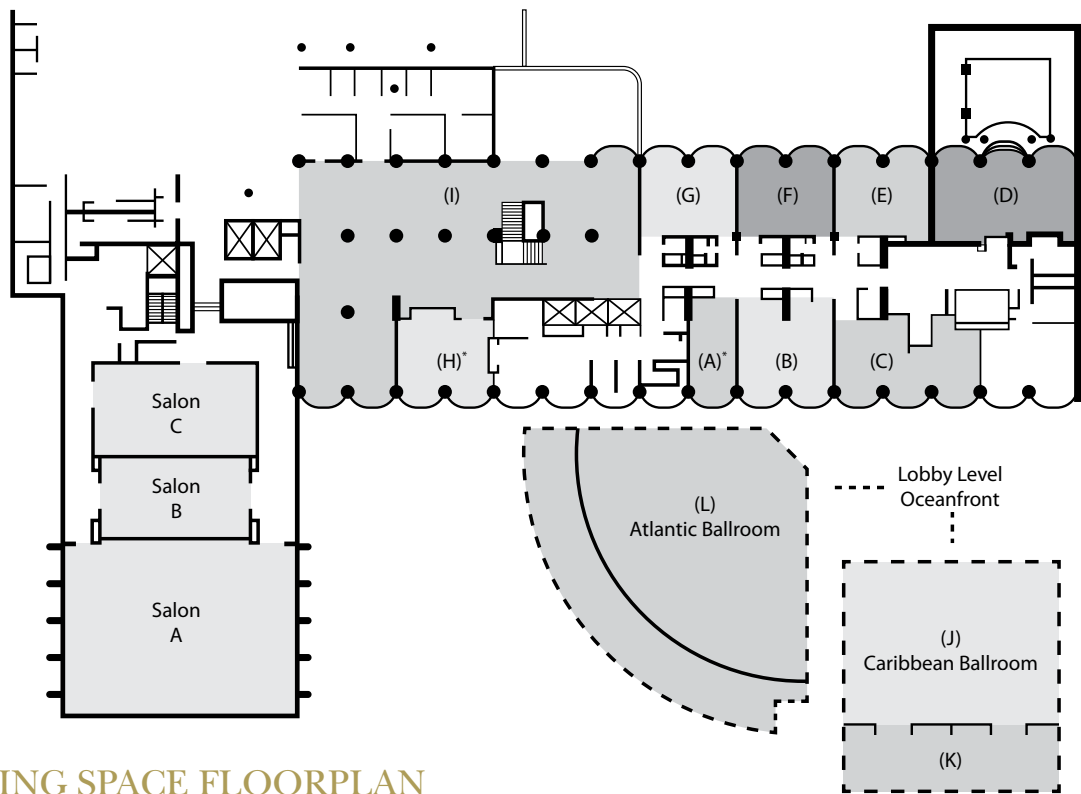 (I)
(G)
(F)
(E)
(D)
(H)*
(A)*
(B)
(C)
Salon
C
Salon
B
Salon
A
(L)
Atlantic Ballroom
Lobby Level
Oceanfront
(J)
Caribbean Ballroom
(K)
ING SPACE FLOORPLAN